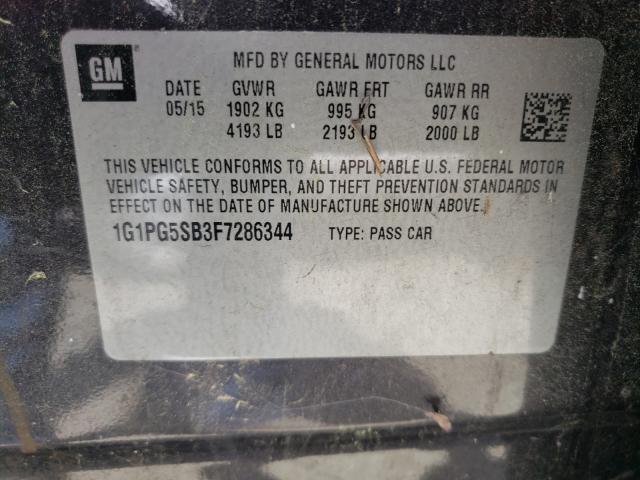 GM
MFD BY GENERAL MOTORS LLC
DATE GVWR GAWR FRT GAWR RR
05/15 1902 KG 995 KG 907 KG
4193 LB 2193 LB 2000 LB
THIS VEHICLE CONFORMS TO ALL APPLICABLE U.S. FEDERAL MOTOR
VEHICLE SAFETY, BUMPER, AND THEFT PREVENTION STANDARDS IN
EFFECT ON THE DATE OF MANUFACTURE SHOWN ABOVE.
1G1PG5SB3F7286344 TYPE: PASS CAR